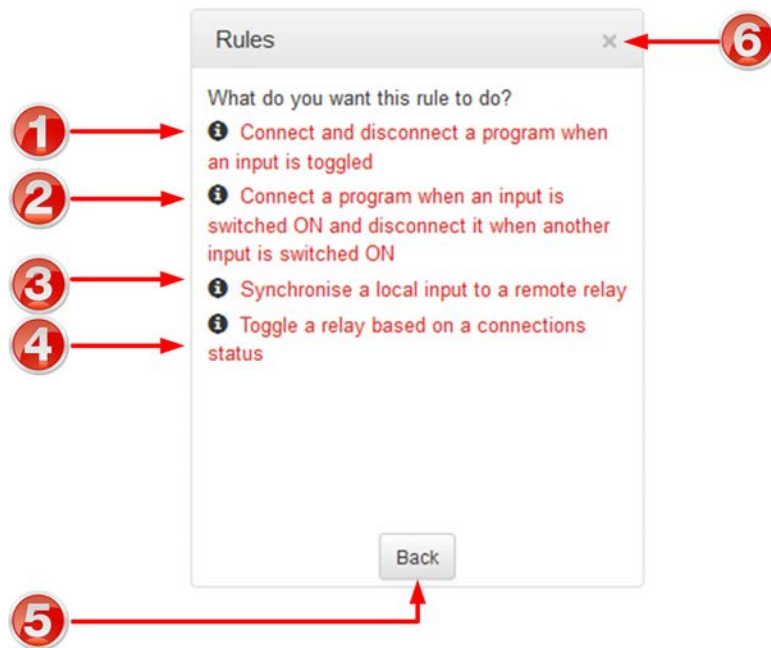 Rules ×
6
What do you want this rule to do?
1
Connect and disconnect a program when
an input is toggled
2
Connect a program when an input is
switched ON and disconnect it when another
input is switched ON
3
Synchronise a local input to a remote relay
4
Toggle a relay based on a connections
status
Back
5